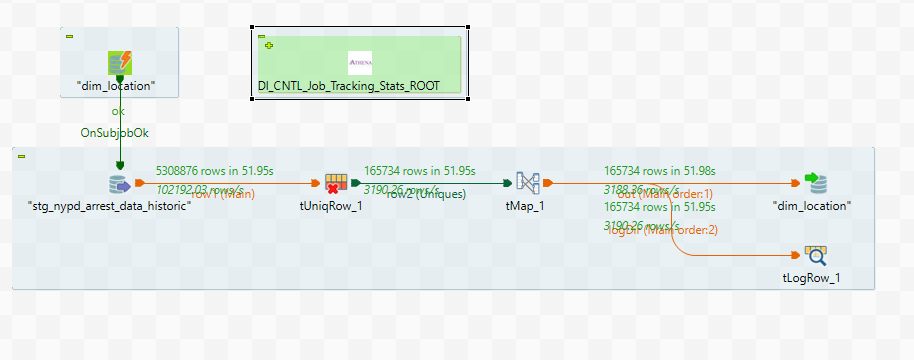 "dim_location"
ATHENA
DI_CNTL_Job_Tracking_Stats_ROOT
ok
OnSubjobOk
5308876 rows in 51.95s
102192.03 rows/s
row1 (Main)
165734 rows in 51.95s
3190.26 rows/s
row2 (Uniques)
165734 rows in 51.98s
3188.36 rows/s
out (Main order:1)
165734 rows in 51.95s
3190.26 rows/s
logDir (Main order:2)
"stg_nypd_arrest_data_historic"
tUniqRow_1
tMap_1
"dim_location"
tLogRow_1